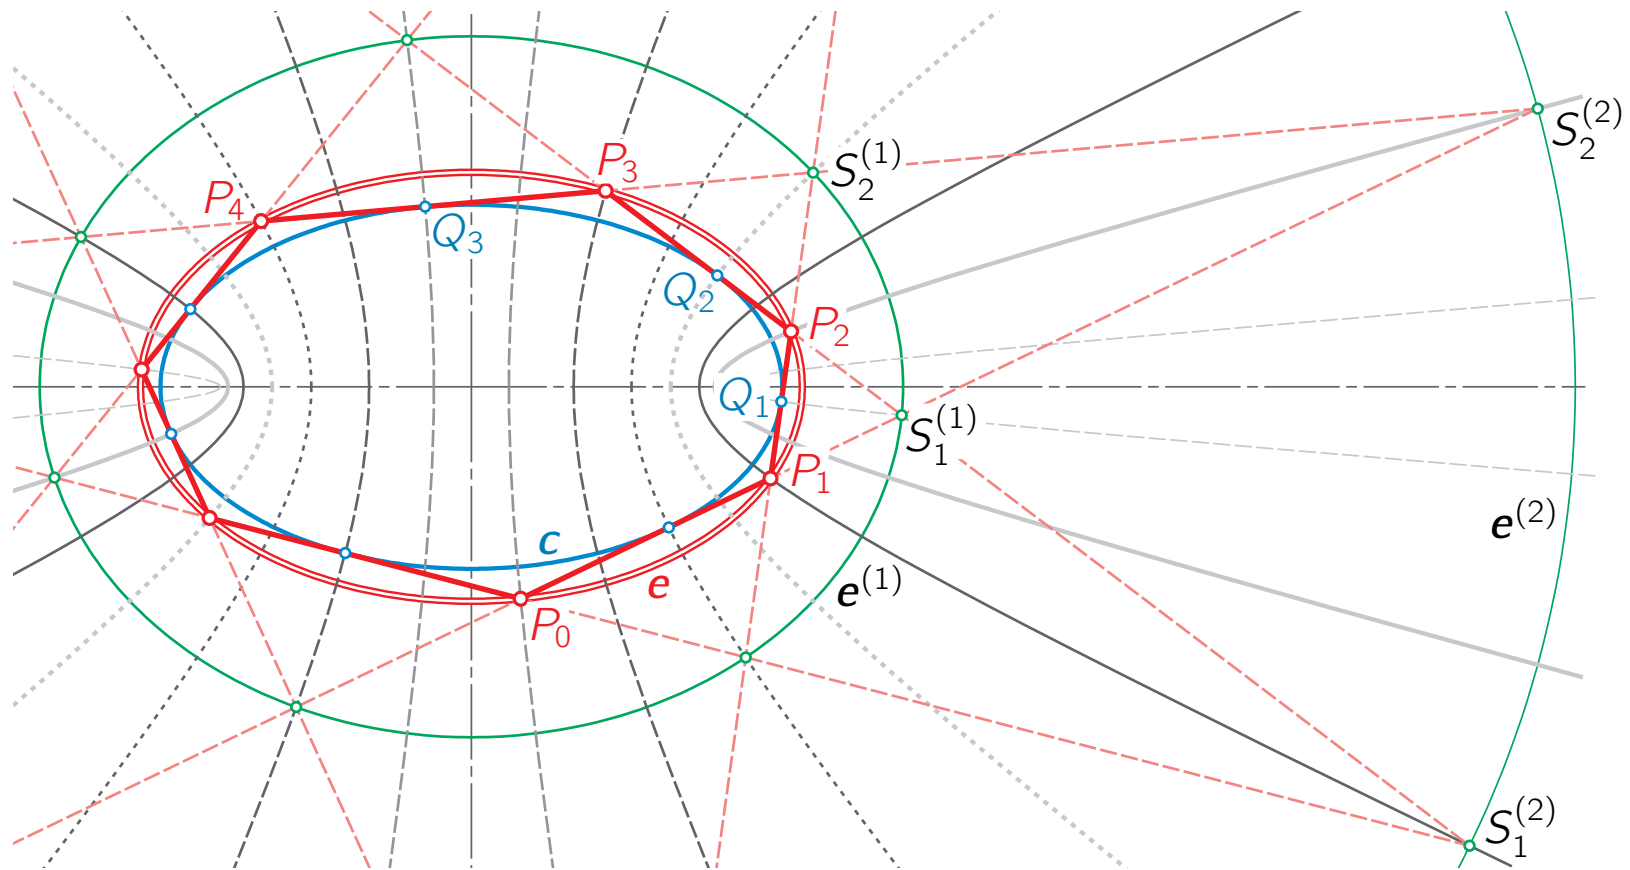 P₃
S₂⁽¹⁾
S₂⁽²⁾
P₄
Q₃
Q₂
P₂
Q₁
S₁⁽¹⁾
P₁
e⁽²⁾
c
e
e⁽¹⁾
P₀
S₁⁽²⁾